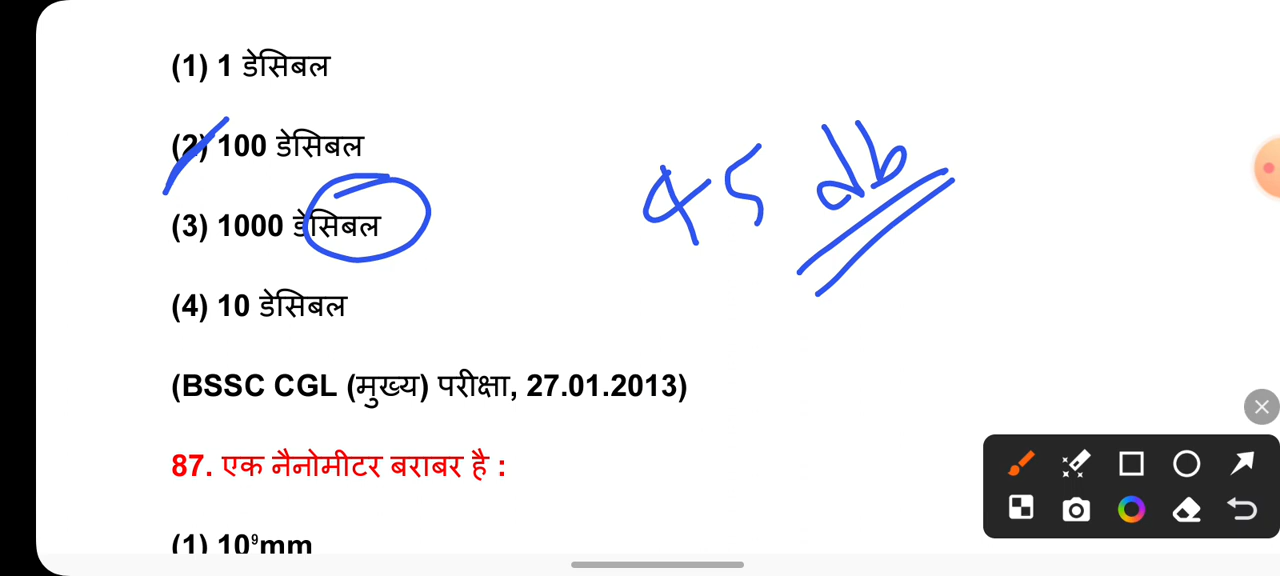 (1) 1 डेसिबल
(2) 100 डेसिबल
45 db
(3) 1000 डेसिबल
(4) 10 डेसिबल
(BSSC CGL (मुख्य) परीक्षा, 27.01.2013)
87. एक नैनोमीटर बराबर है :
(1) 10⁹mm